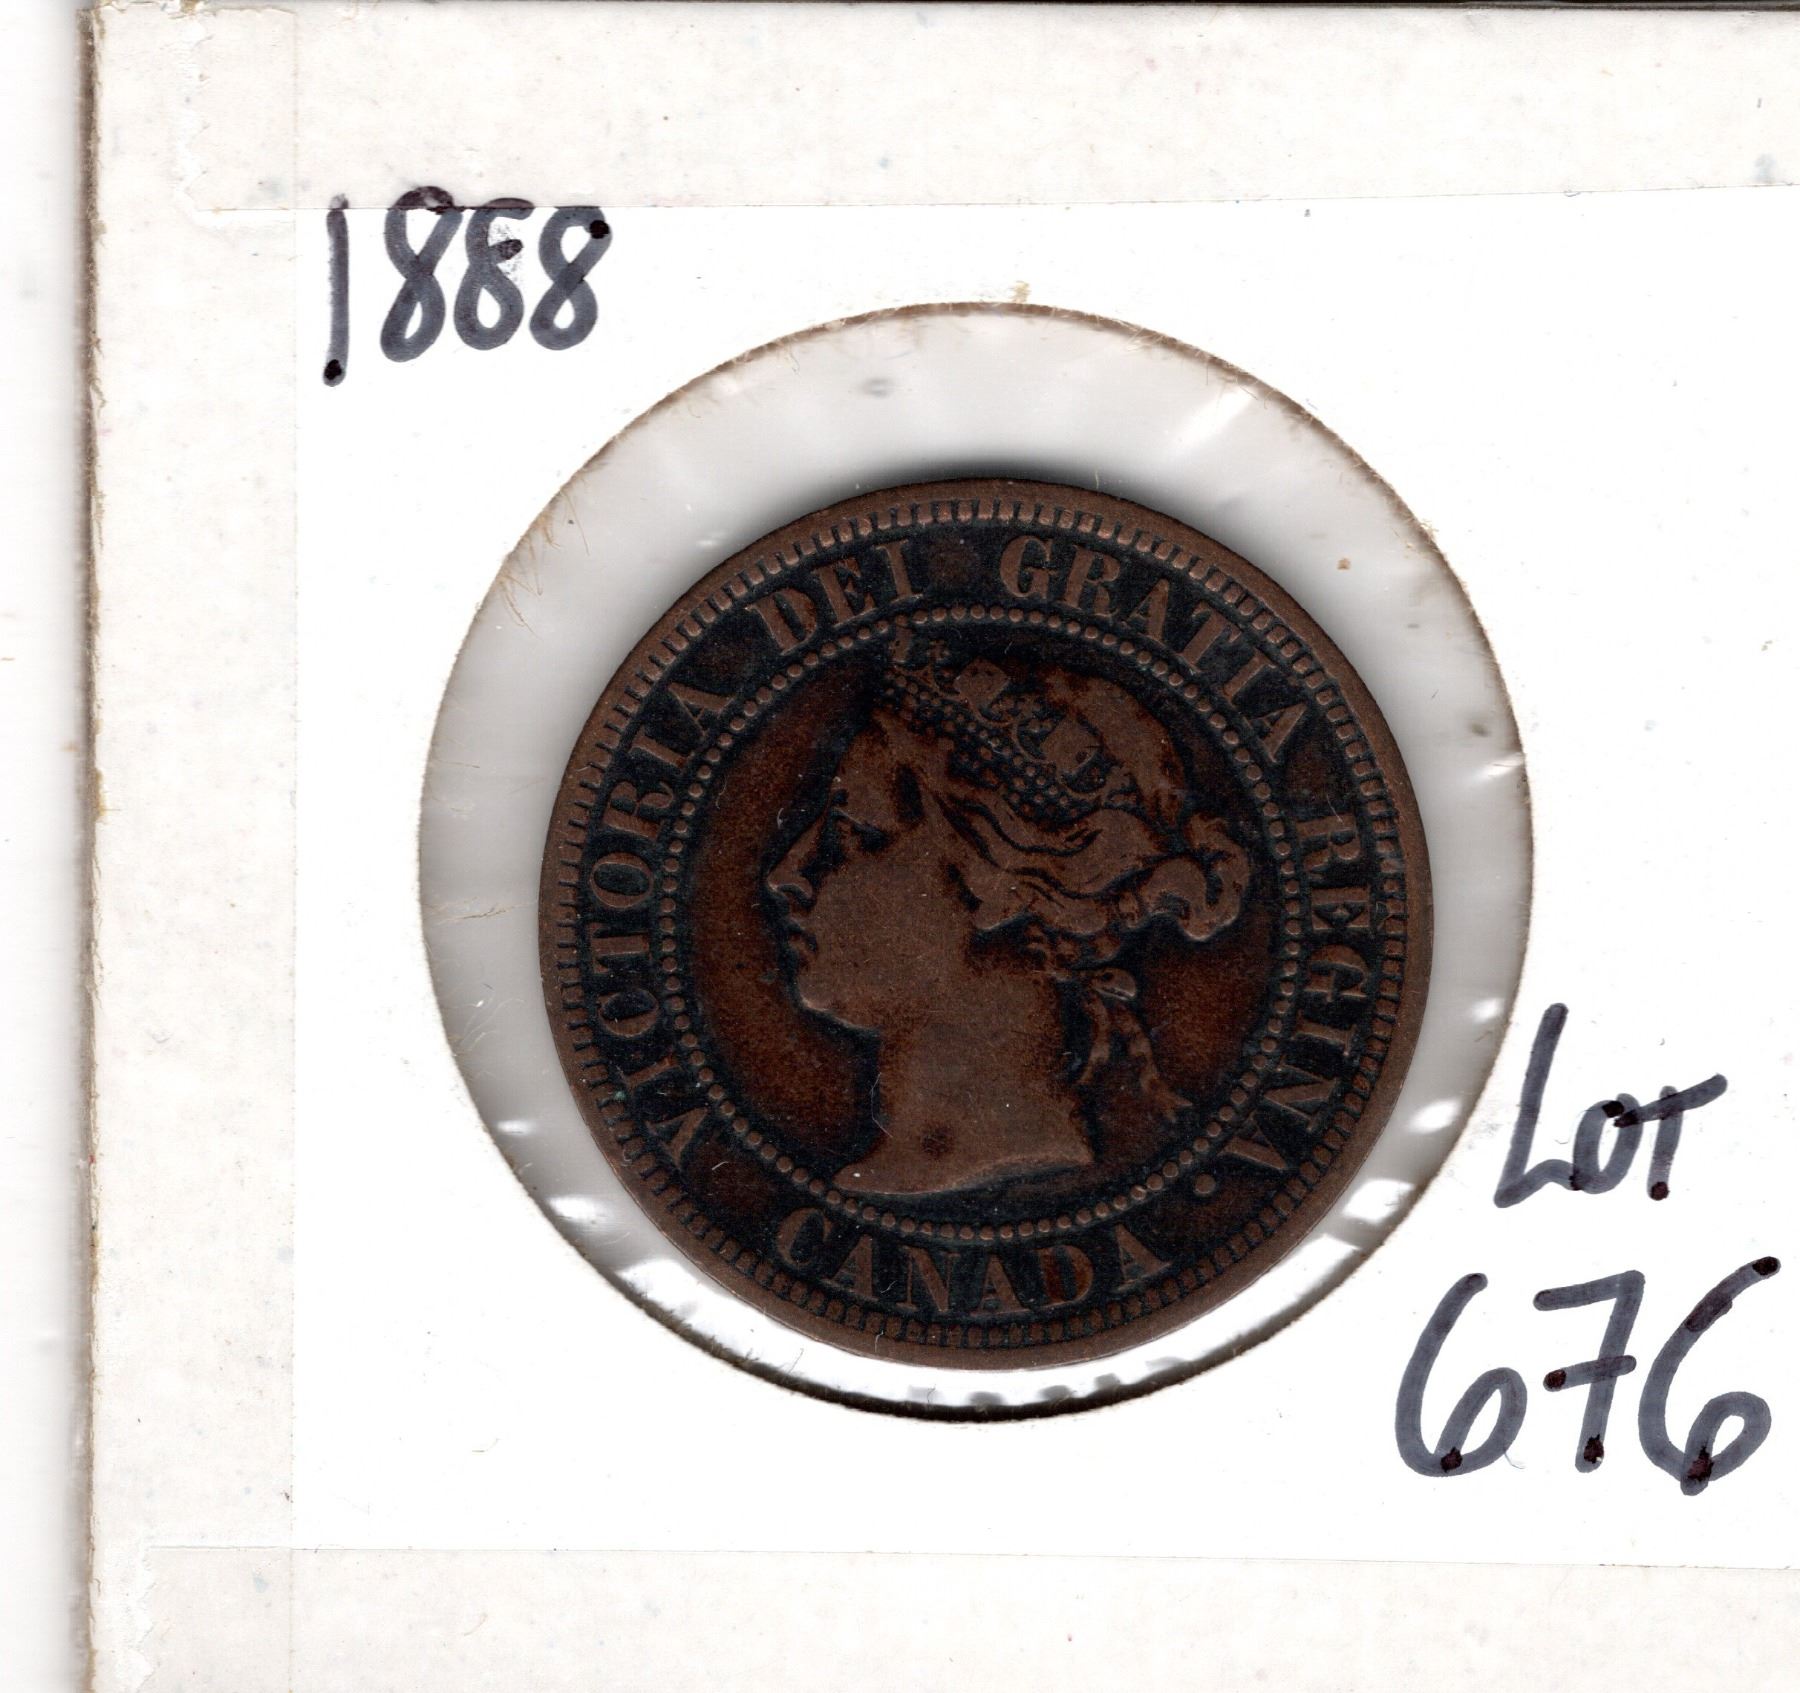 1888
VICTORIA DEI GRATIA REGINA.
CANADA
LOT
676